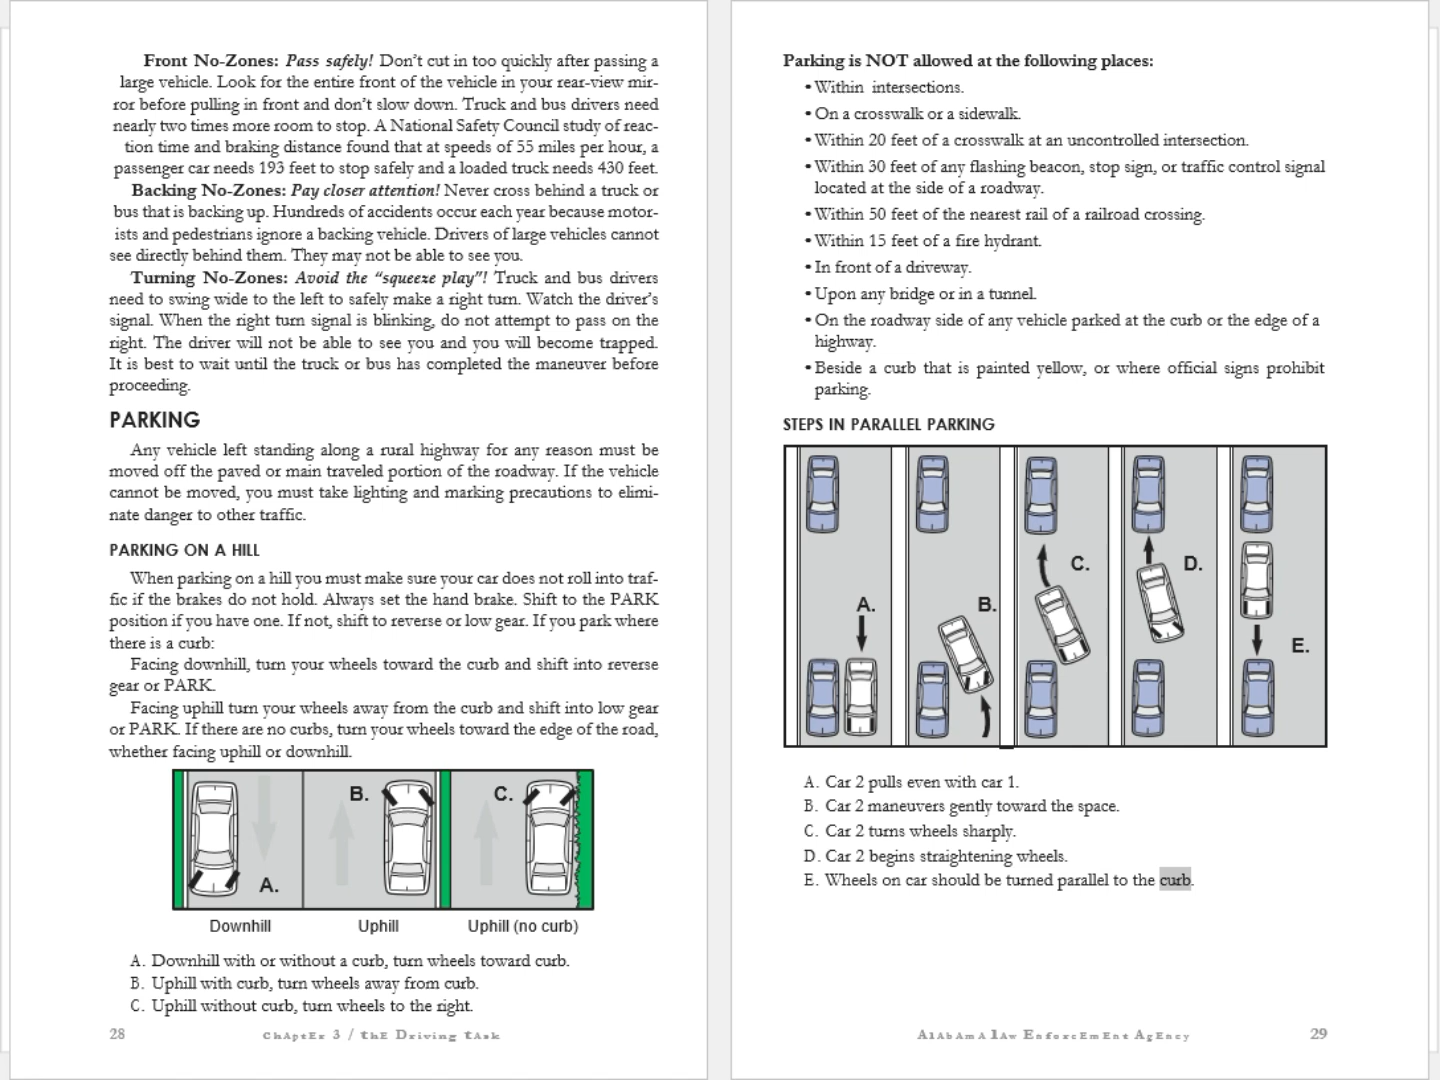 Front No-Zones: Pass safely! Don't cut in too quickly after passing a
large vehicle. Look for the entire front of the vehicle in your rear-view mir-
ror before pulling in front and don't slow down. Truck and bus drivers need
nearly two times more room to stop. A National Safety Council study of reac-
tion time and braking distance found that at speeds of 55 miles per hour, a
passenger car needs 193 feet to stop safely and a loaded truck needs 430 feet.
Backing No-Zones: Pay closer attention! Never cross behind a truck or
bus that is backing up. Hundreds of accidents occur each year because motor-
ists and pedestrians ignore a backing vehicle. Drivers of large vehicles cannot
see directly behind them. They may not be able to see you.
Turning No-Zones: Avoid the "squeeze play"! Truck and bus drivers
need to swing wide to the left to safely make a right turn. Watch the driver's
signal. When the right turn signal is blinking, do not attempt to pass on the
right. The driver will not be able to see you and you will become trapped.
It is best to wait until the truck or bus has completed the maneuver before
proceeding.
PARKING
Any vehicle left standing along a rural highway for any reason must be
moved off the paved or main traveled portion of the roadway. If the vehicle
cannot be moved, you must take lighting and marking precautions to elimi-
nate danger to other traffic.
PARKING ON A HILL
When parking on a hill you must make sure your car does not roll into traf-
fic if the brakes do not hold. Always set the hand brake. Shift to the PARK
position if you have one. If not, shift to reverse or low gear. If you park where
there is a curb:
Facing downhill, turn your wheels toward the curb and shift into reverse
gear or PARK.
Facing uphill turn your wheels away from the curb and shift into low gear
or PARK. If there are no curbs, turn your wheels toward the edge of the road,
whether facing uphill or downhill.
B.
C.
A.
Downhill
Uphill
Uphill (no curb)
A. Downhill with or without a curb, turn wheels toward curb.
B. Uphill with curb, turn wheels away from curb.
C. Uphill without curb, turn wheels to the right.
28
ChAptEr 3 / thE Driving tAsk
Parking is NOT allowed at the following places:
• Within intersections.
• On a crosswalk or a sidewalk.
• Within 20 feet of a crosswalk at an uncontrolled intersection.
• Within 30 feet of any flashing beacon, stop sign, or traffic control signal
located at the side of a roadway.
• Within 50 feet of the nearest rail of a railroad crossing.
• Within 15 feet of a fire hydrant.
• In front of a driveway.
• Upon any bridge or in a tunnel.
• On the roadway side of any vehicle parked at the curb or the edge of a
highway.
• Beside a curb that is painted yellow, or where official signs prohibit
parking.
STEPS IN PARALLEL PARKING
A.
B.
C.
D.
E.
A. Car 2 pulls even with car 1.
B. Car 2 maneuvers gently toward the space.
C. Car 2 turns wheels sharply.
D. Car 2 begins straightening wheels.
E. Wheels on car should be turned parallel to the curb.
AlAbAmA lAw EnforcEmEnt AgEncy
29